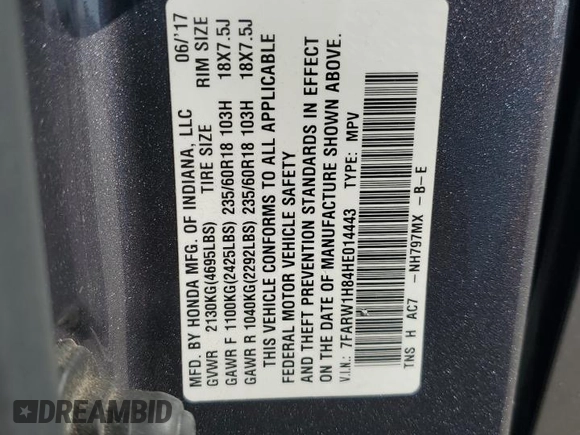 MFD. BY HONDA MFG. OF INDIANA, LLC 06/'17
GVWR 2130KG(4695LBS) TIRE SIZE RIM SIZE
GAWR F 1100KG(2425LBS) 235/60R18 103H 18X7.5J
GAWR R 1040KG(2292LBS) 235/60R18 103H 18X7.5J
THIS VEHICLE CONFORMS TO ALL APPLICABLE
FEDERAL MOTOR VEHICLE SAFETY
AND THEFT PREVENTION STANDARDS IN EFFECT
ON THE DATE OF MANUFACTURE SHOWN ABOVE.
V.I.N.: 7FARW1H84HE014443 TYPE: MPV
TNS H AC7 -NH797MX -B-E
DREAMBID